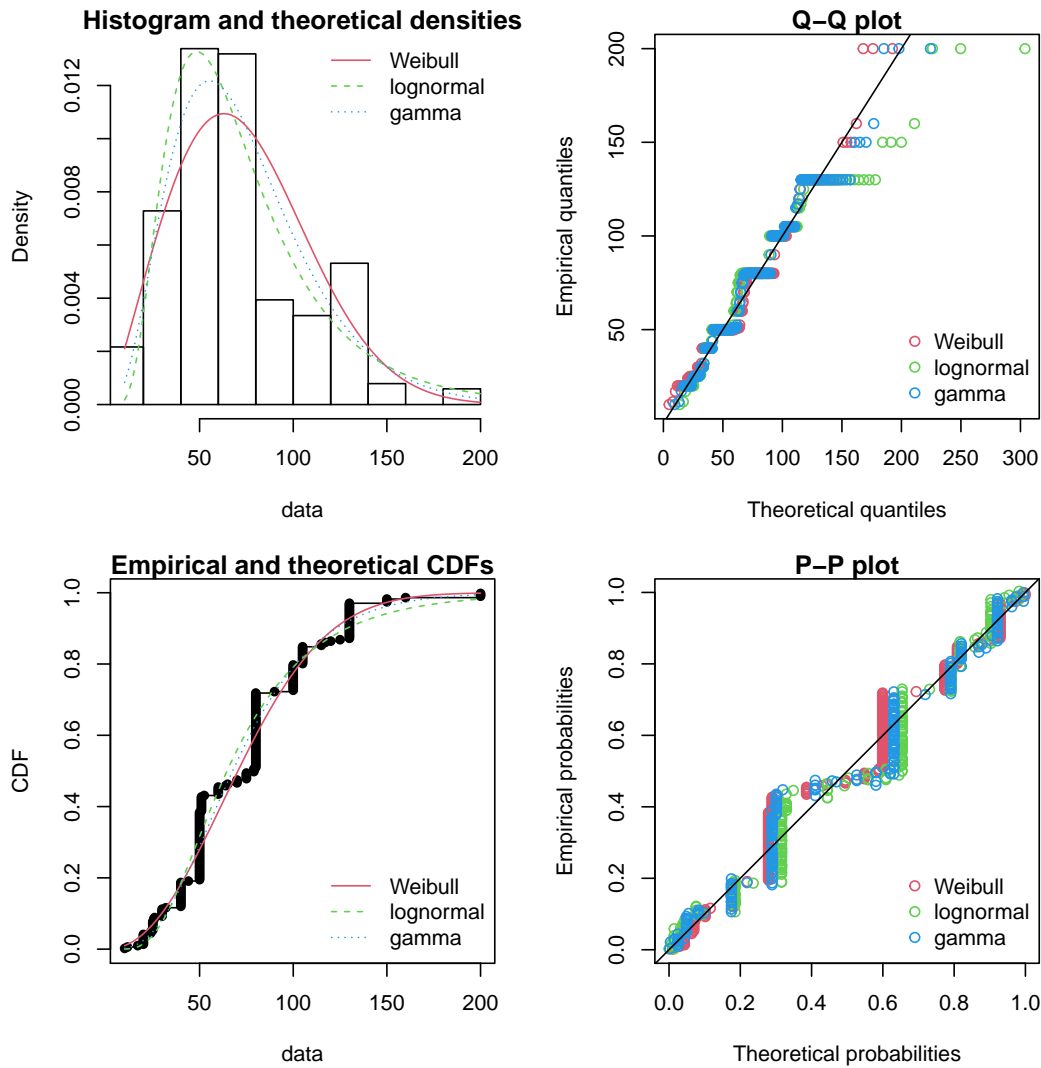 Histogram and theoretical densities
Density
0.000
0.004
0.008
0.012
Weibull
lognormal
gamma
50
100
150
200
data
Q−Q plot
Empirical quantiles
50
100
150
200
Weibull
lognormal
gamma
0
50
100
150
200
250
300
Theoretical quantiles
Empirical and theoretical CDFs
CDF
0.0
0.2
0.4
0.6
0.8
1.0
Weibull
lognormal
gamma
50
100
150
200
data
P−P plot
Empirical probabilities
0.0
0.2
0.4
0.6
0.8
1.0
Weibull
lognormal
gamma
0.0
0.2
0.4
0.6
0.8
1.0
Theoretical probabilities